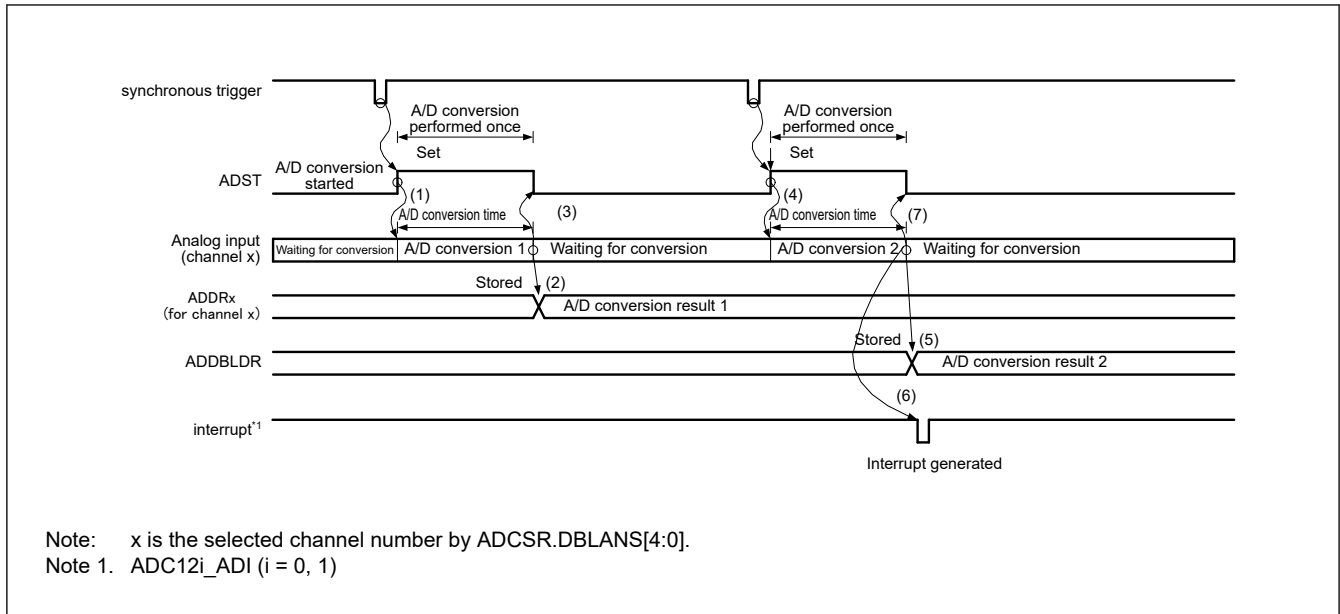 synchronous trigger
A/D conversion
performed once
A/D conversion
performed once
Set
Set
ADST
A/D conversion
started
(1)
(3)
(4)
(7)
A/D conversion time
A/D conversion time
Analog input
(channel x)
Waiting for conversion
A/D conversion 1
Waiting for conversion
A/D conversion 2
Waiting for conversion
Stored
(2)
ADDRx
(for channel x)
A/D conversion result 1
Stored
(5)
ADDBLDR
A/D conversion result 2
(6)
interrupt*1
Interrupt generated
Note: x is the selected channel number by ADCSR.DBLANS[4:0].
Note 1. ADC12i_ADI (i = 0, 1)